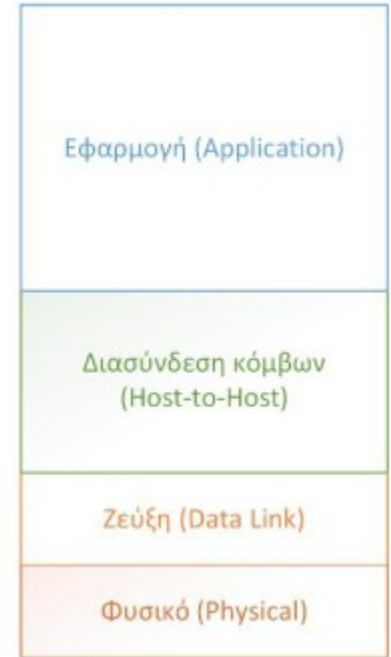 Εφαρμογή (Application)
Διασύνδεση κόμβων
(Host-to-Host)
Ζεύξη (Data Link)
Φυσικό (Physical)